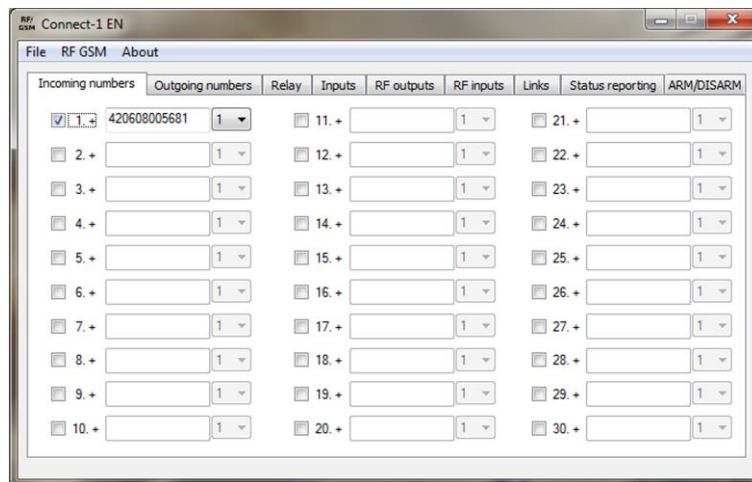 RF/GSM Connect-1 EN
File RF GSM About
Incoming numbers Outgoing numbers Relay Inputs RF outputs RF inputs Links Status reporting ARM/DISARM
1. + 420608005681 1 11. + 1 21. + 1
2. + 1 12. + 1 22. + 1
3. + 1 13. + 1 23. + 1
4. + 1 14. + 1 24. + 1
5. + 1 15. + 1 25. + 1
6. + 1 16. + 1 26. + 1
7. + 1 17. + 1 27. + 1
8. + 1 18. + 1 28. + 1
9. + 1 19. + 1 29. + 1
10. + 1 20. + 1 30. + 1